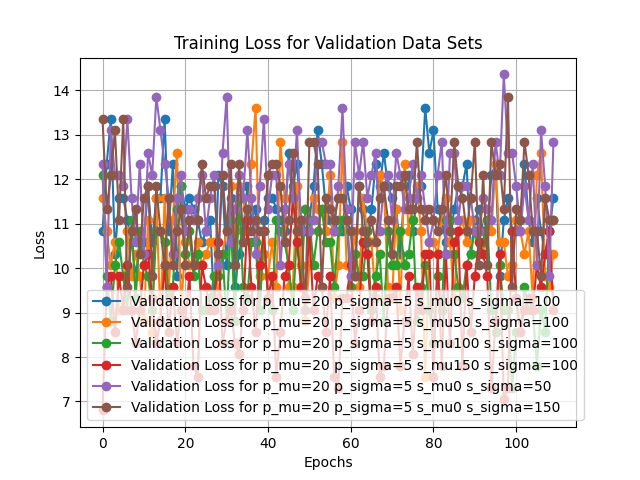 Training Loss for Validation Data Sets
Loss
14
13
12
11
10
9
8
7
Validation Loss for p_mu=20 p_sigma=5 s_mu0 s_sigma=100
Validation Loss for p_mu=20 p_sigma=5 s_mu50 s_sigma=100
Validation Loss for p_mu=20 p_sigma=5 s_mu100 s_sigma=100
Validation Loss for p_mu=20 p_sigma=5 s_mu150 s_sigma=100
Validation Loss for p_mu=20 p_sigma=5 s_mu0 s_sigma=50
Validation Loss for p_mu=20 p_sigma=5 s_mu0 s_sigma=150
0 20 40 60 80 100
Epochs